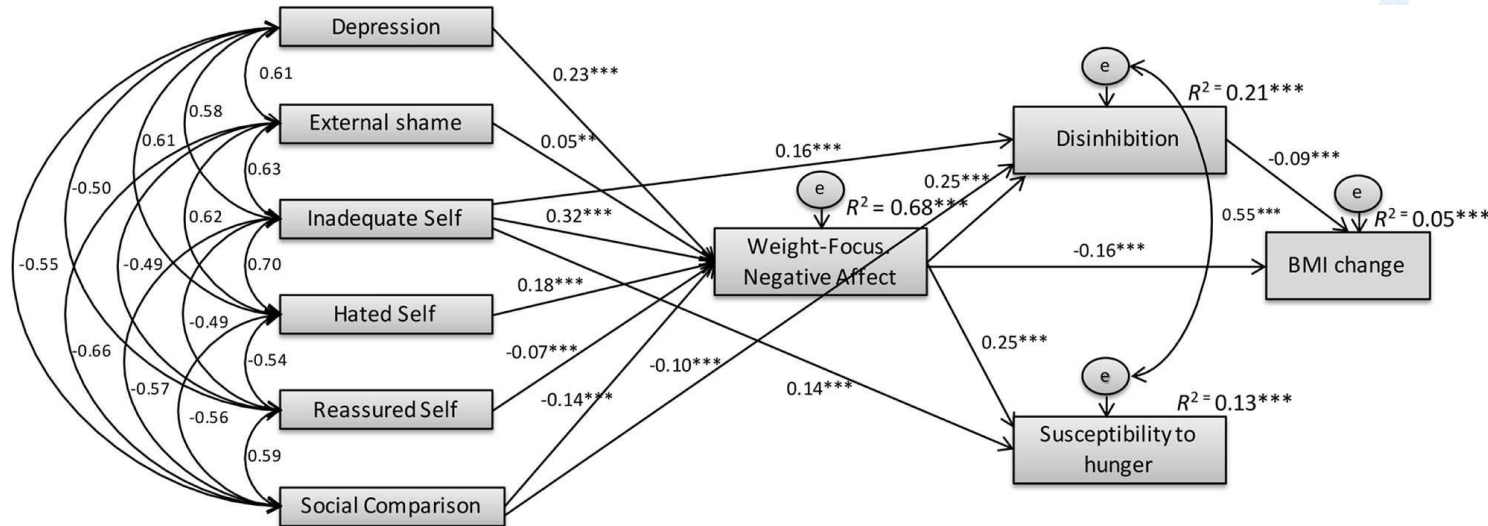 Depression
0.61
0.23***
e
R² = 0.21***
0.58
External shame
0.05**
Disinhibition
0.61
0.16***
-0.09***
0.63
0.25***
-0.50
e
e
0.62
Inadequate Self
0.32***
R² = 0.68***
0.55***
R² = 0.05***
-0.55
-0.49
0.70
Weight-Focus.
Negative Affect
-0.16***
BMI change
0.18***
Hated Self
-0.49
-0.66
-0.54
-0.07***
0.25***
-0.57
-0.10***
e
-0.56
Reassured Self
-0.14***
0.14***
R² = 0.13***
0.59
Susceptibility to
hunger
Social Comparison